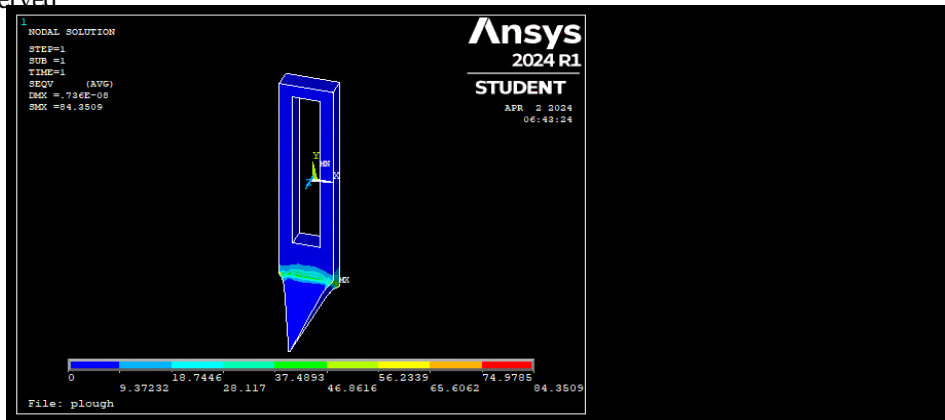 erved
1
NODAL SOLUTION
STEP=1
SUB =1
TIME=1
SEQV (AVG)
DMX =.736E-08
SMX =84.3509
Ansys
2024 R1
STUDENT
APR 2 2024
06:43:24
Y
MN
X
Z
MX
0 18.7446 37.4893 56.2339 74.9785
9.37232 28.117 46.8616 65.6062 84.3509
File: plough